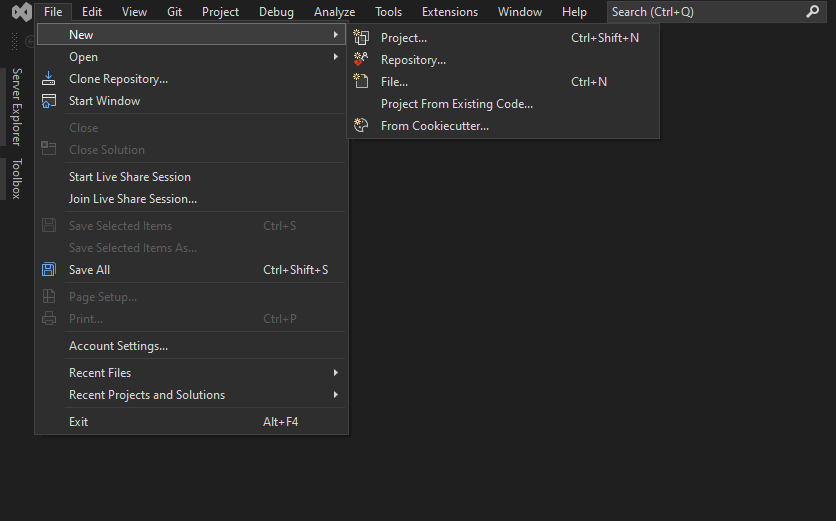 File Edit View Git Project Debug Analyze Tools Extensions Window Help Search (Ctrl+Q)
Server Explorer
Toolbox
New
Open
Clone Repository...
Start Window
Close
Close Solution
Start Live Share Session
Join Live Share Session...
Save Selected Items Ctrl+S
Save Selected Items As...
Save All Ctrl+Shift+S
Page Setup...
Print... Ctrl+P
Account Settings...
Recent Files
Recent Projects and Solutions
Exit Alt+F4
Project... Ctrl+Shift+N
Repository...
File... Ctrl+N
Project From Existing Code...
From Cookiecutter...